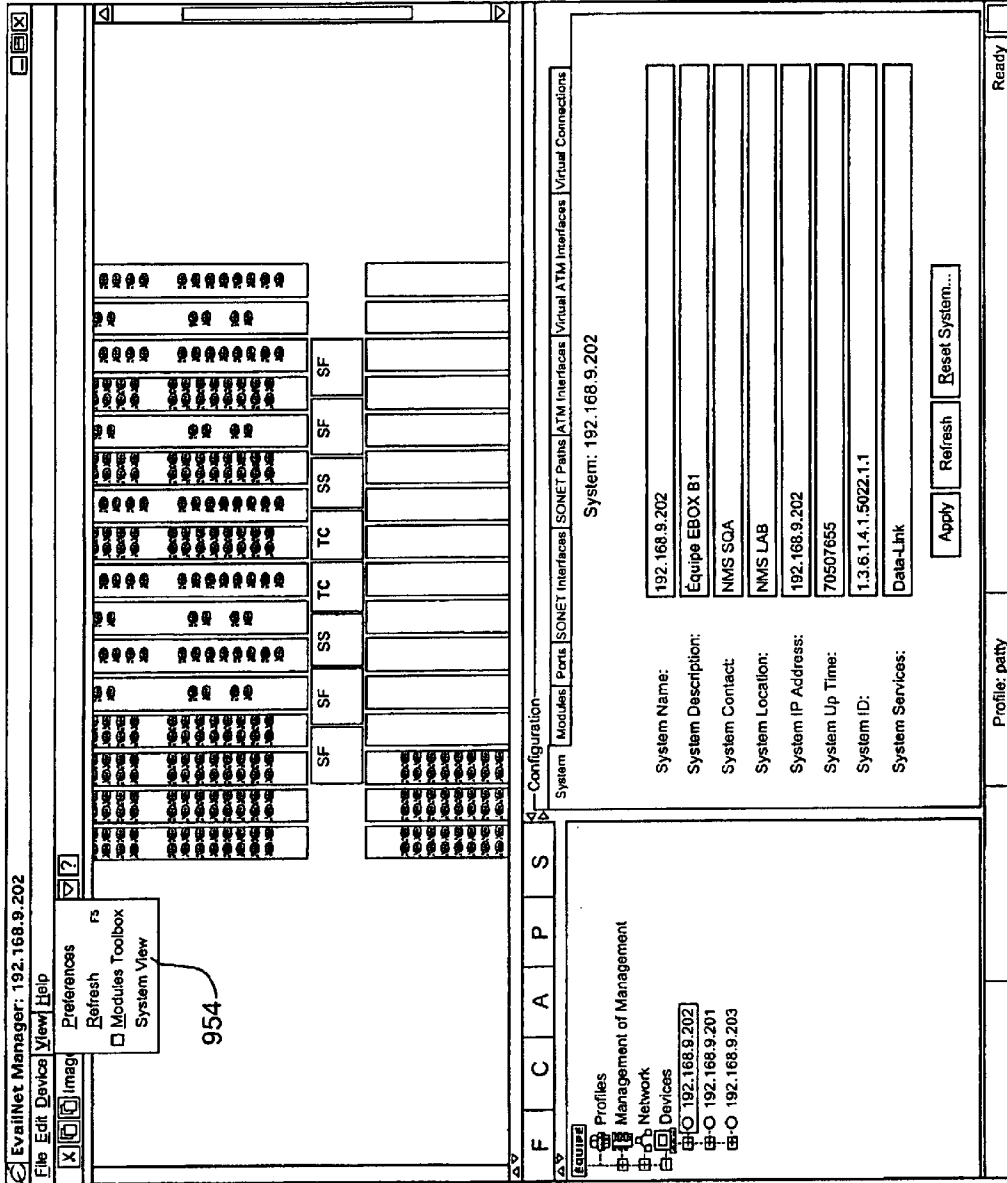 EvailNet Manager: 192.168.9.202
File Edit Device View Help
Image
Preferences
Refresh F5
Modules Toolbox
System View
?
954
SF SF SS TC TC SS SF SF
F C A P S
ÉQUIPE
Profiles
Management of Management
Network
Devices
192.168.9.202
192.168.9.201
192.168.9.203
Configuration
System Modules Ports SONET Interfaces SONET Paths ATM Interfaces Virtual ATM Interfaces Virtual Connections
System: 192.168.9.202
System Name: 192.168.9.202
System Description: Équipe EBOX B1
System Contact: NMS SQA
System Location: NMS LAB
System IP Address: 192.168.9.202
System Up Time: 70507655
System ID: 1.3.6.1.4.1.5022.1.1
System Services: Data-Link
Apply Refresh Reset System...
Profile: patty
Ready